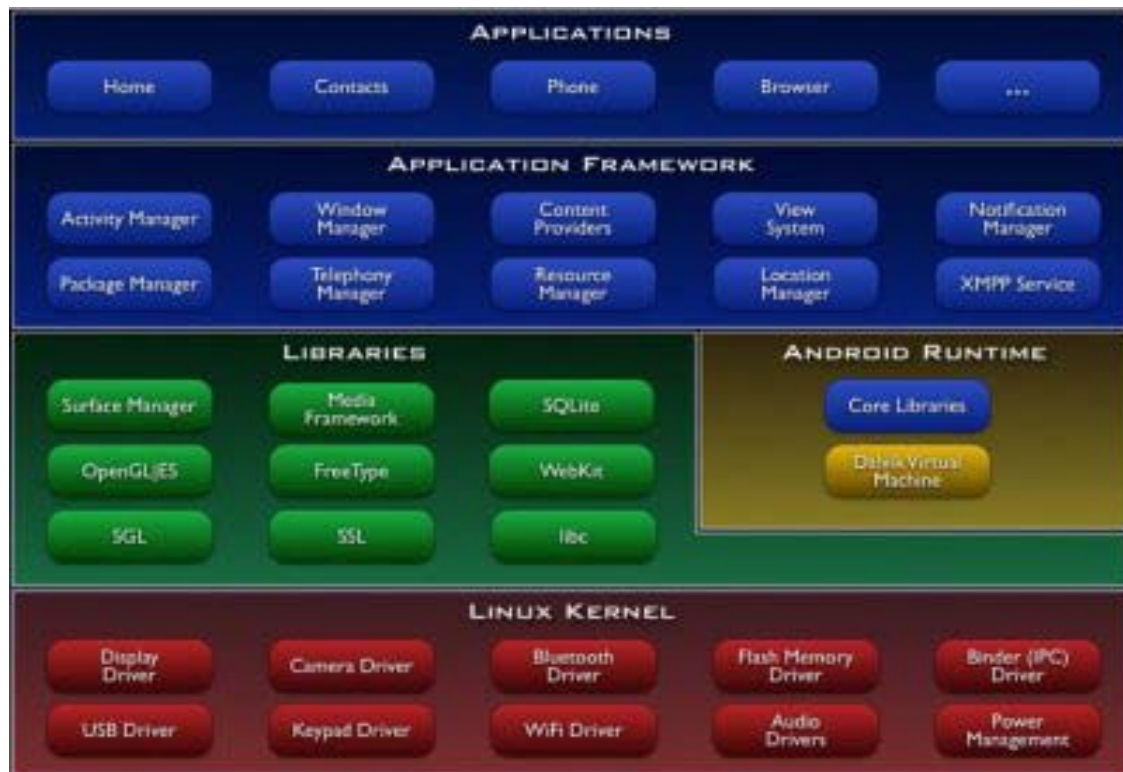 APPLICATIONS
Home
Contacts
Phone
Browser
...
APPLICATION FRAMEWORK
Activity Manager
Window
Manager
Content
Providers
View
System
Notification
Manager
Package Manager
Telephony
Manager
Resource
Manager
Location
Manager
XMPP Service
LIBRARIES
Surface Manager
Media
Framework
SQLite
OpenGL|ES
FreeType
WebKit
SGL
SSL
libc
ANDROID RUNTIME
Core Libraries
Dalvik Virtual
Machine
LINUX KERNEL
Display
Driver
Camera Driver
Bluetooth
Driver
Flash Memory
Driver
Binder (IPC)
Driver
USB Driver
Keypad Driver
WiFi Driver
Audio
Drivers
Power
Management